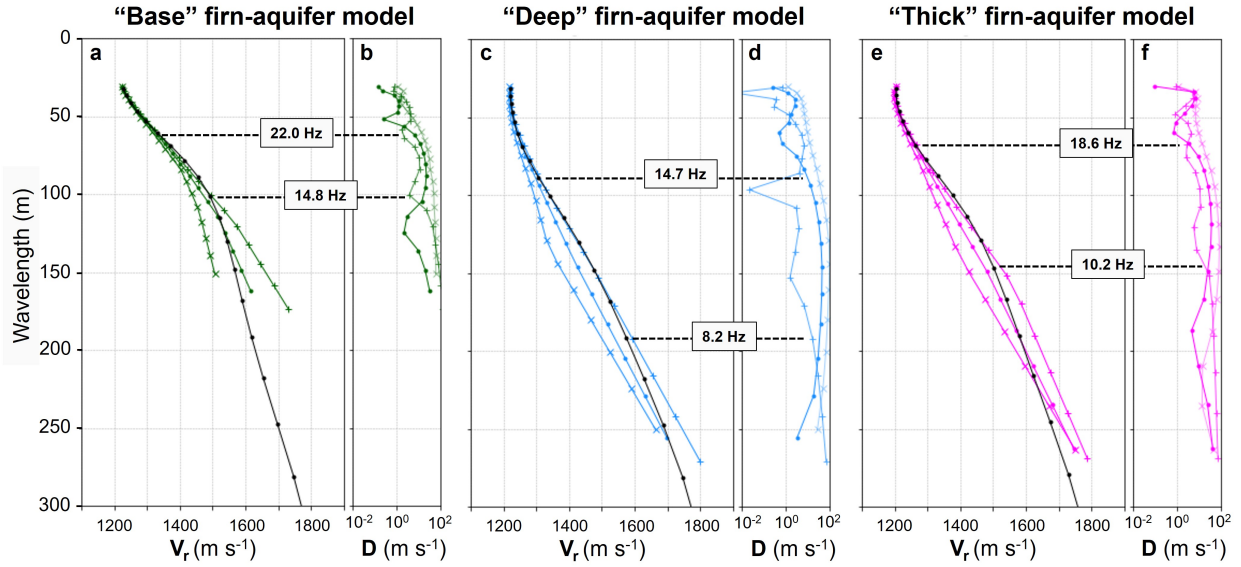 “Base” firn-aquifer model “Deep” firn-aquifer model “Thick” firn-aquifer model
a b c d e f
Wavelength (m)
0
50
100
150
200
250
300
22.0 Hz
14.8 Hz
14.7 Hz
8.2 Hz
18.6 Hz
10.2 Hz
1200 1400 1600 1800 10-2 100 102 1200 1400 1600 1800 10-2 100 102 1200 1400 1600 1800 10-2 100 102
Vr (m s-1) D (m s-1) Vr (m s-1) D (m s-1) Vr (m s-1) D (m s-1)